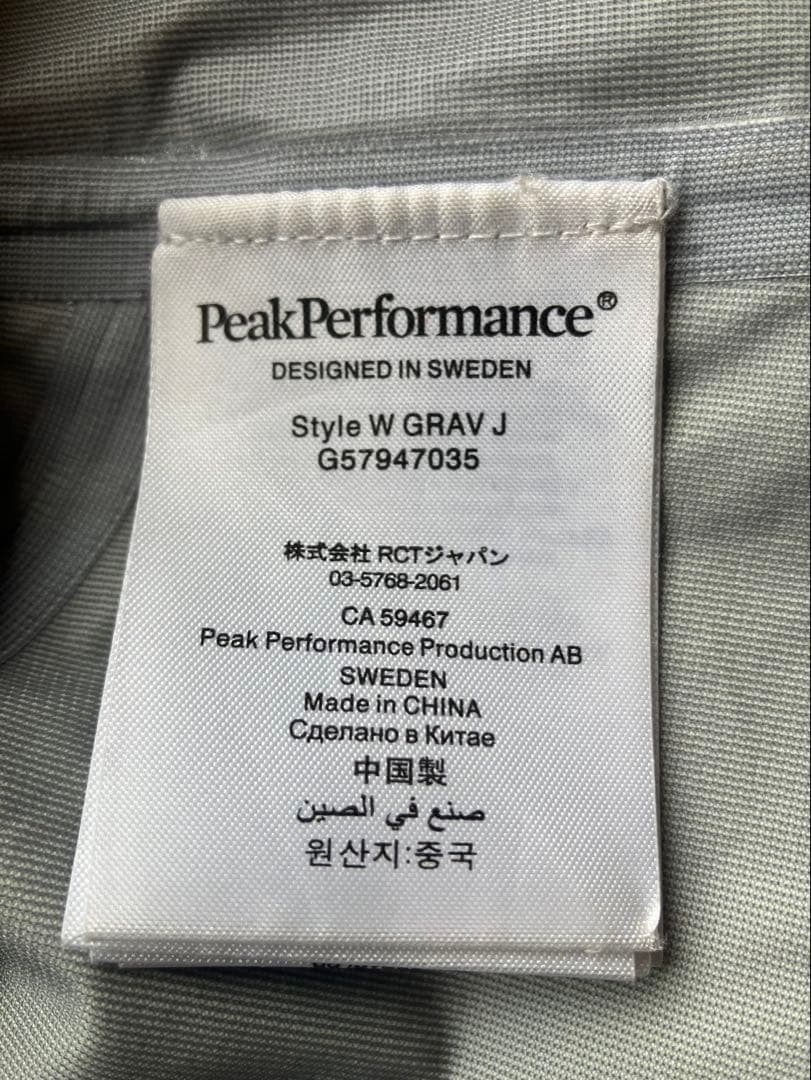 PeakPerformance®
DESIGNED IN SWEDEN
Style W GRAV J
G57947035
株式会社 RCTジャパン
03-5768-2061
CA 59467
Peak Performance Production AB
SWEDEN
Made in CHINA
Сделано в Китае
中国製
صنع في الصين
원산지:중국